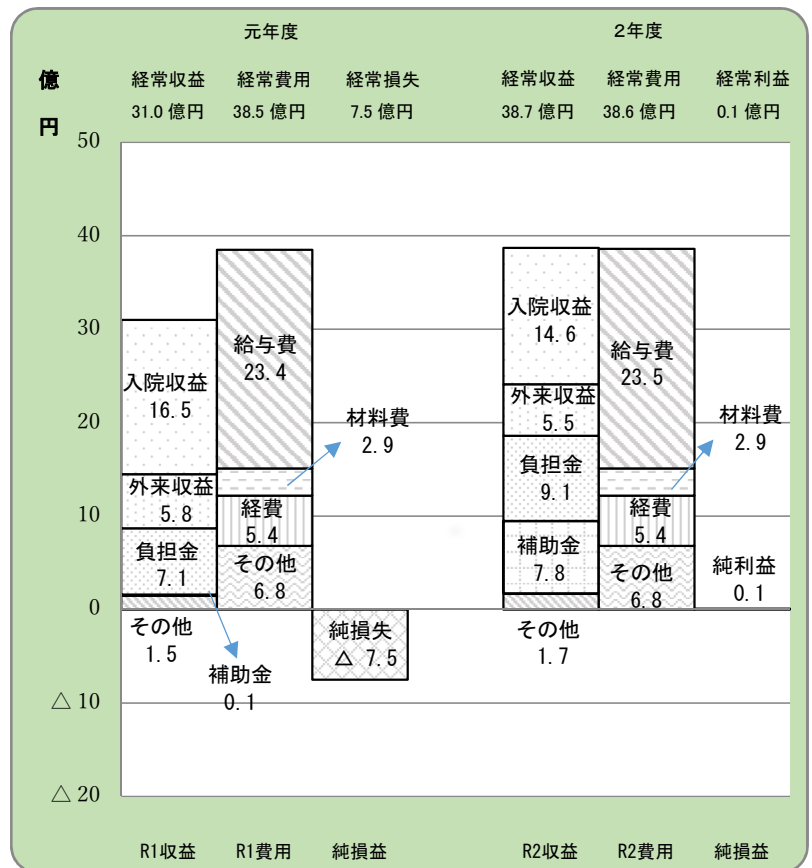 元年度
2年度
億
円
経常収益 経常費用 経常損失
31.0 億円 38.5 億円 7.5 億円
経常収益 経常費用 経常利益
38.7 億円 38.6 億円 0.1 億円
50
40
30
20
10
0
△ 10
△ 20
入院収益
16.5
外来収益
5.8
負担金
7.1
その他
1.5
補助金
0.1
給与費
23.4
材料費
2.9
経費
5.4
その他
6.8
純損失
△ 7.5
入院収益
14.6
外来収益
5.5
負担金
9.1
補助金
7.8
その他
1.7
給与費
23.5
材料費
2.9
経費
5.4
その他
6.8
純利益
0.1
R1収益 R1費用 純損益 R2収益 R2費用 純損益